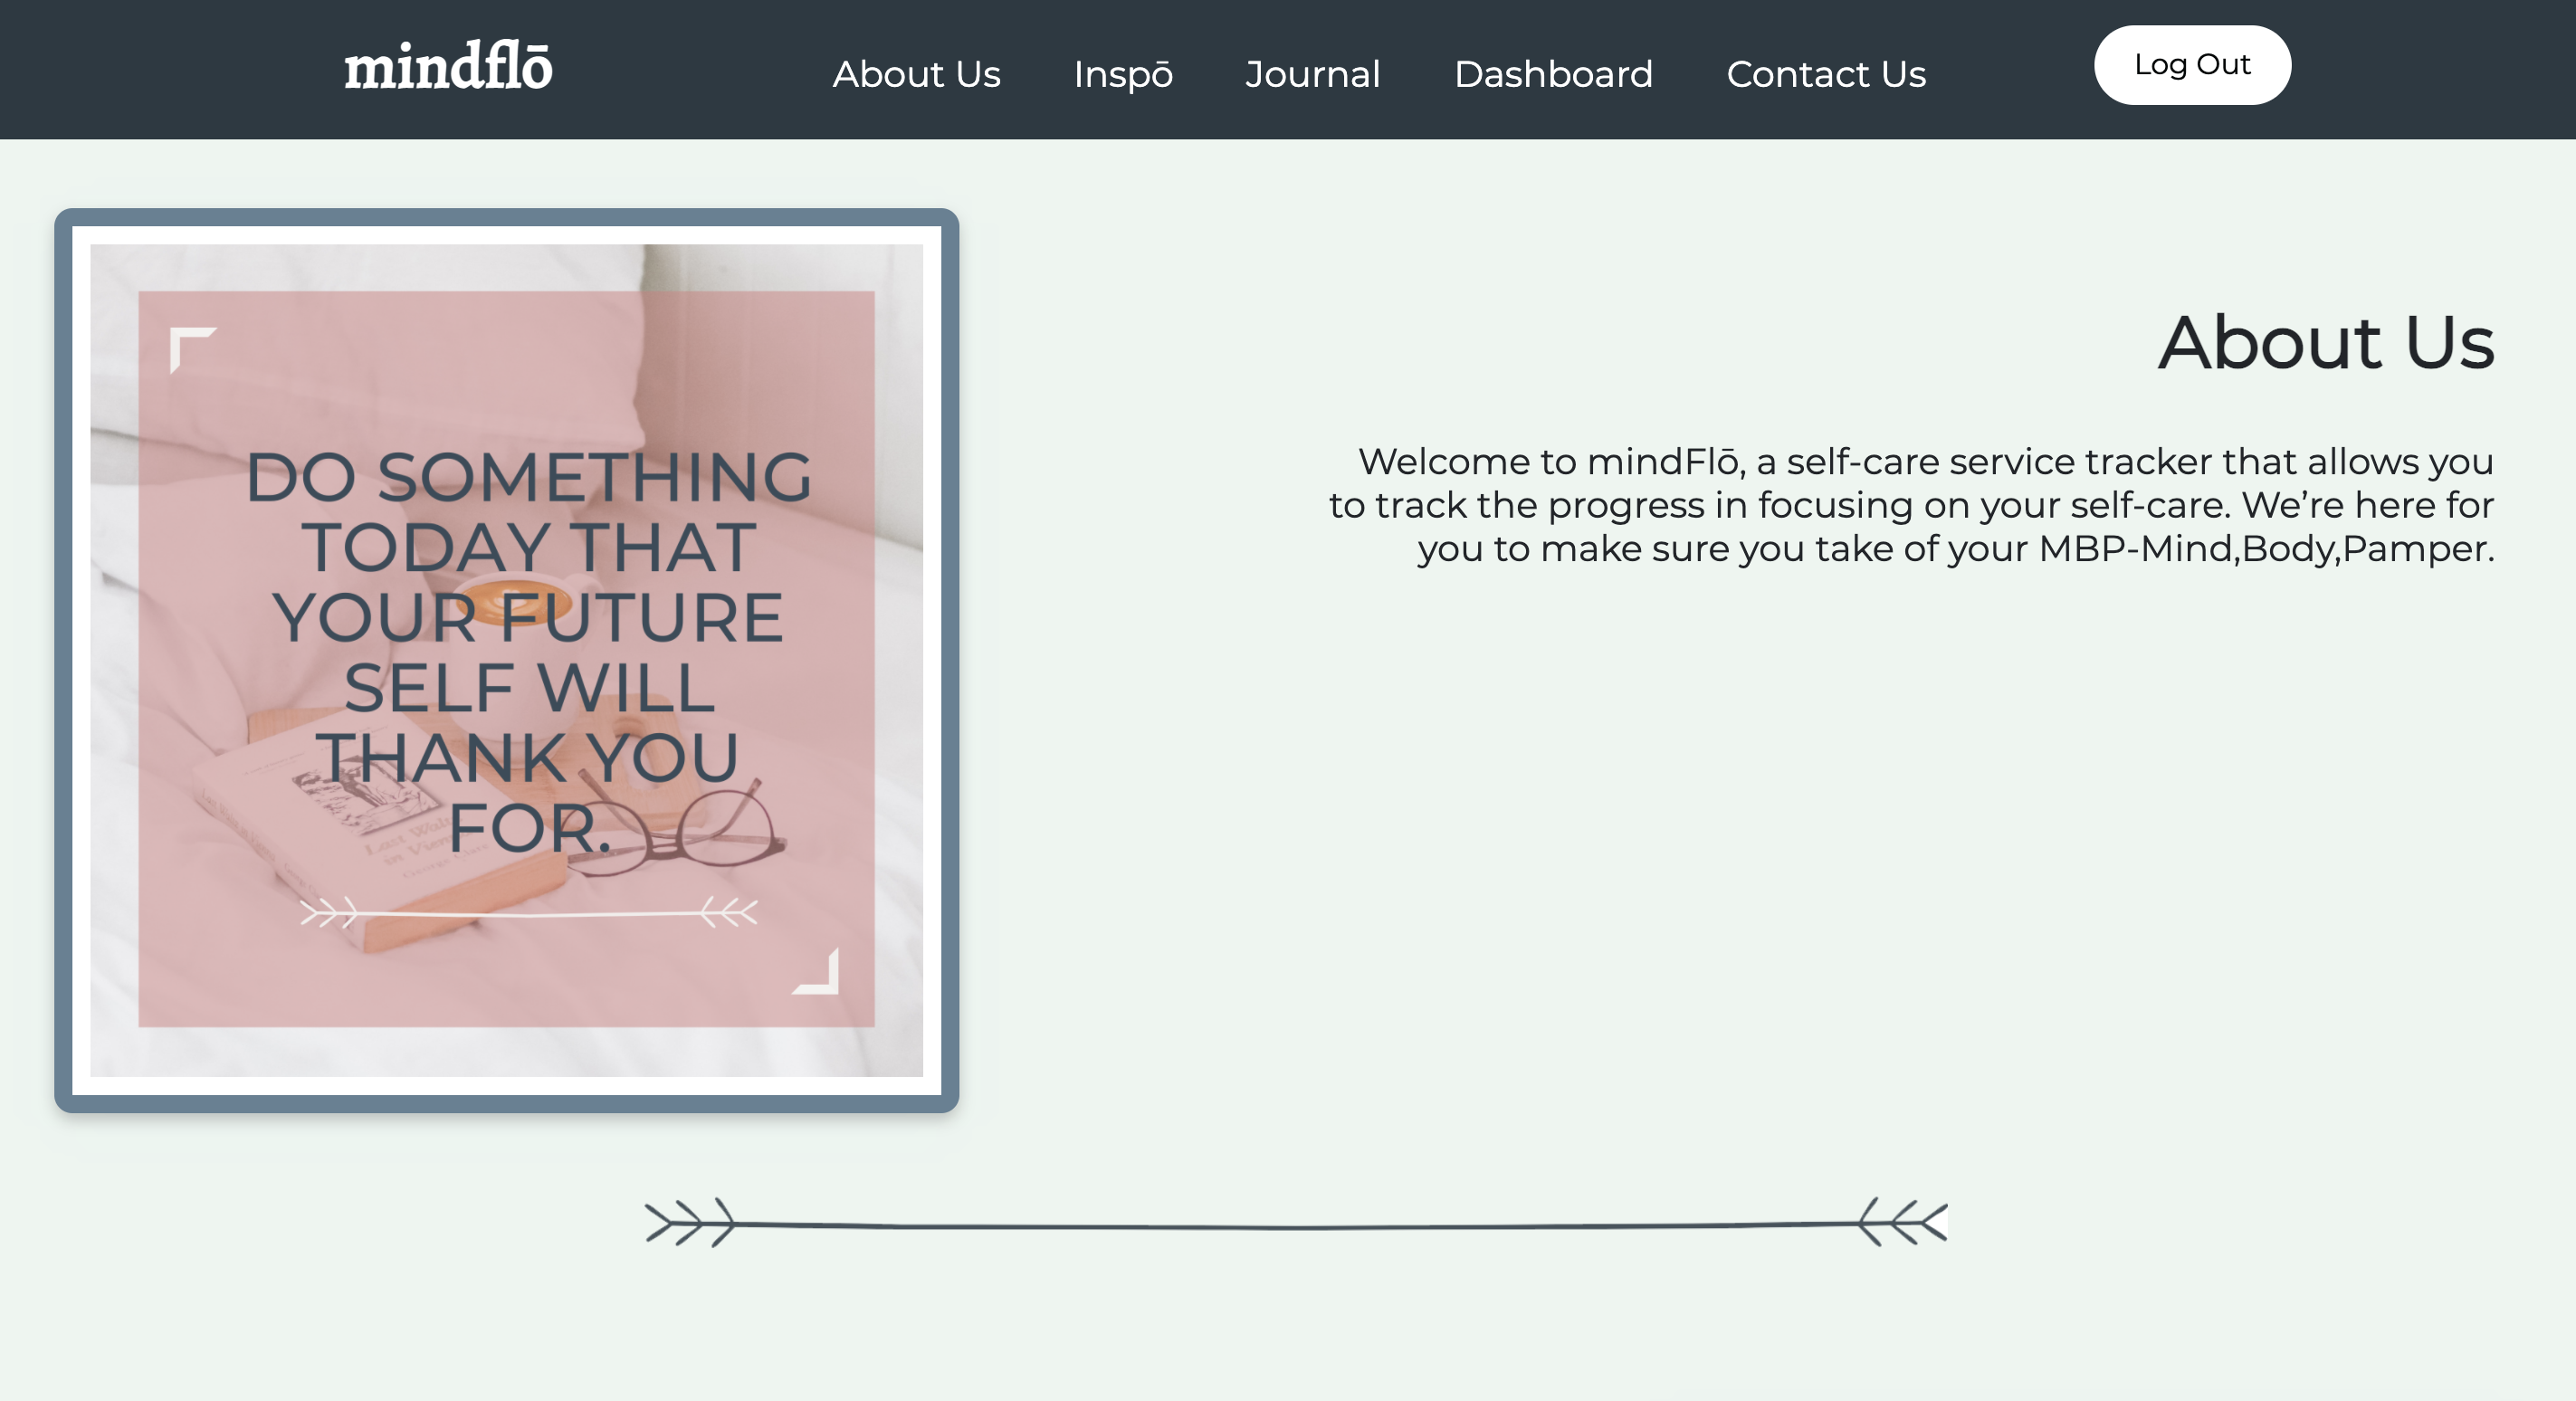 mindflō
About Us
Inspō
Journal
Dashboard
Contact Us
Log Out
DO SOMETHING
TODAY THAT
YOUR FUTURE
SELF WILL
THANK YOU
FOR.
About Us
Welcome to mindFlō, a self-care service tracker that allows you
to track the progress in focusing on your self-care. We’re here for
you to make sure you take of your MBP-Mind,Body,Pamper.